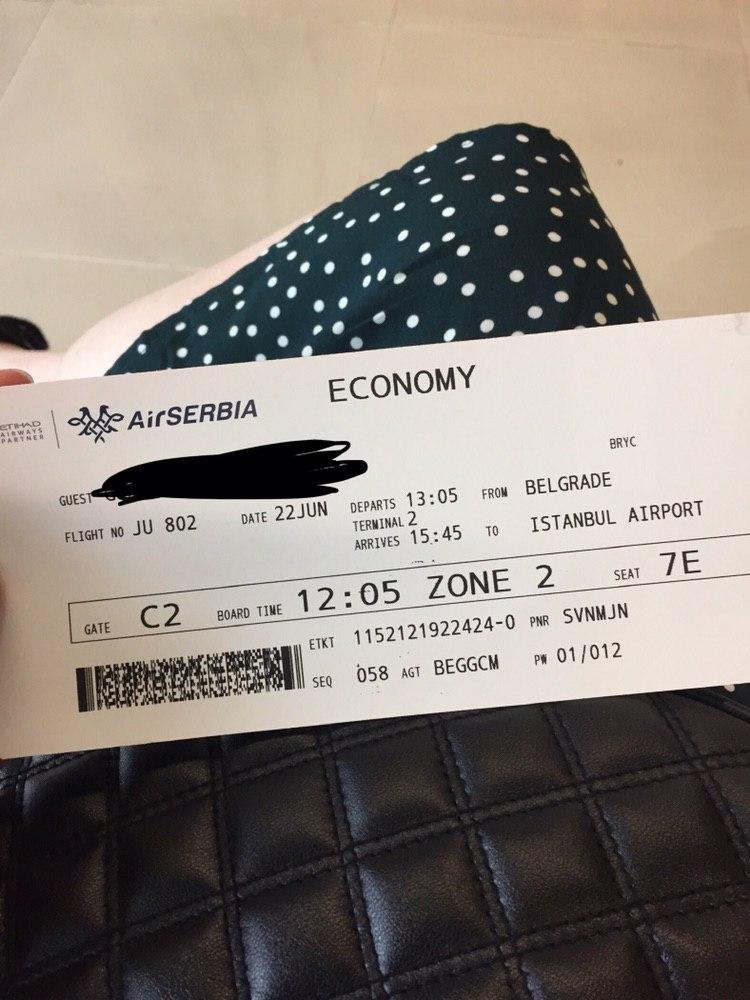 ECONOMY
ETIHAD
AIRWAYS
PARTNER
AirSERBIA
BRYC
GUEST
FLIGHT NO JU 802 DATE 22JUN DEPARTS 13:05 FROM BELGRADE
TERMINAL 2
ARRIVES 15:45 TO ISTANBUL AIRPORT
GATE C2 BOARD TIME 12:05 ZONE 2 SEAT 7E
ETKT 1152121922424-0 PNR SVNMJN
SEQ 058 AGT BEGGCM PW 01/012